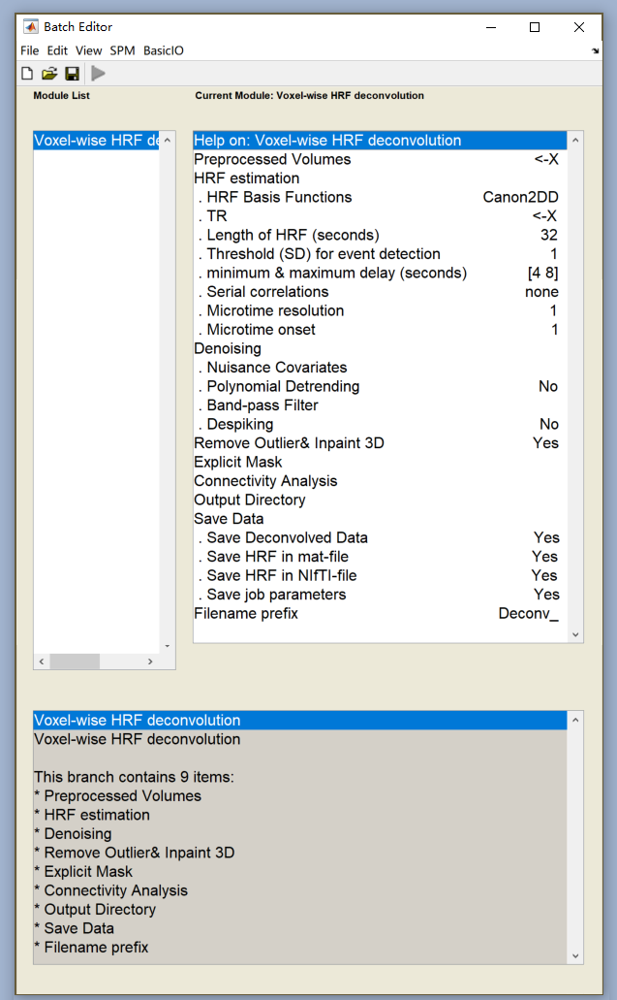 Batch Editor
File Edit View SPM BasicIO
Module List
Current Module: Voxel-wise HRF deconvolution
Voxel-wise HRF de
Help on: Voxel-wise HRF deconvolution
Preprocessed Volumes <-X
HRF estimation
. HRF Basis Functions Canon2DD
. TR <-X
. Length of HRF (seconds) 32
. Threshold (SD) for event detection 1
. minimum & maximum delay (seconds) [4 8]
. Serial correlations none
. Microtime resolution 1
. Microtime onset 1
Denoising
. Nuisance Covariates
. Polynomial Detrending No
. Band-pass Filter
. Despiking No
Remove Outlier& Inpaint 3D Yes
Explicit Mask
Connectivity Analysis
Output Directory
Save Data
. Save Deconvolved Data Yes
. Save HRF in mat-file Yes
. Save HRF in NIfTI-file Yes
. Save job parameters Yes
Filename prefix Deconv_
Voxel-wise HRF deconvolution
Voxel-wise HRF deconvolution
This branch contains 9 items:
* Preprocessed Volumes
* HRF estimation
* Denoising
* Remove Outlier& Inpaint 3D
* Explicit Mask
* Connectivity Analysis
* Output Directory
* Save Data
* Filename prefix